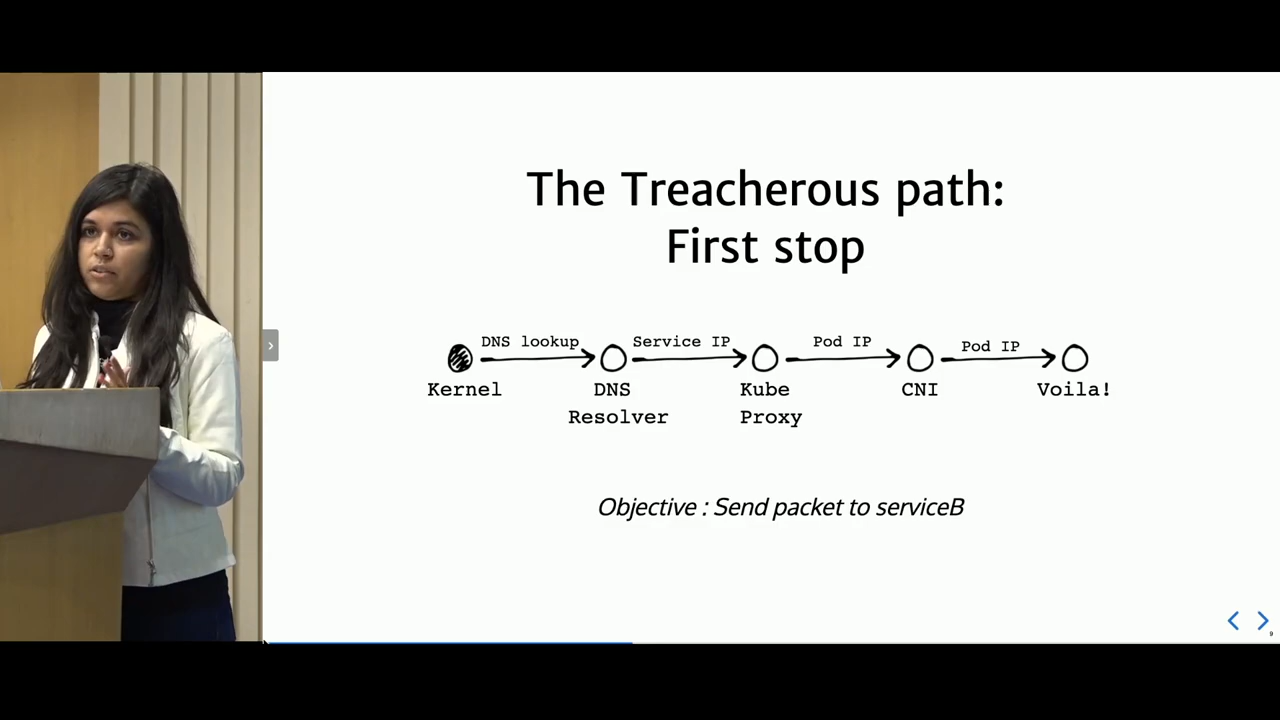 The Treacherous path:
First stop
DNS lookup Service IP Pod IP Pod IP
Kernel DNS Kube CNI Voila!
Resolver Proxy
Objective : Send packet to serviceB
9